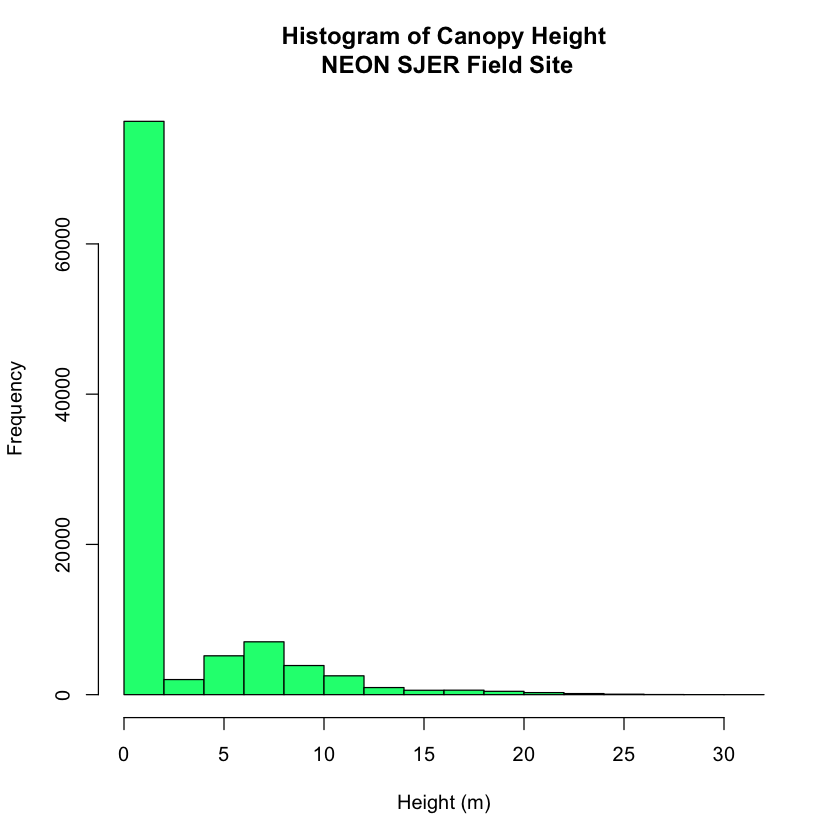 Histogram of Canopy Height
NEON SJER Field Site
Frequency
60000
40000
20000
0
0 5 10 15 20 25 30
Height (m)